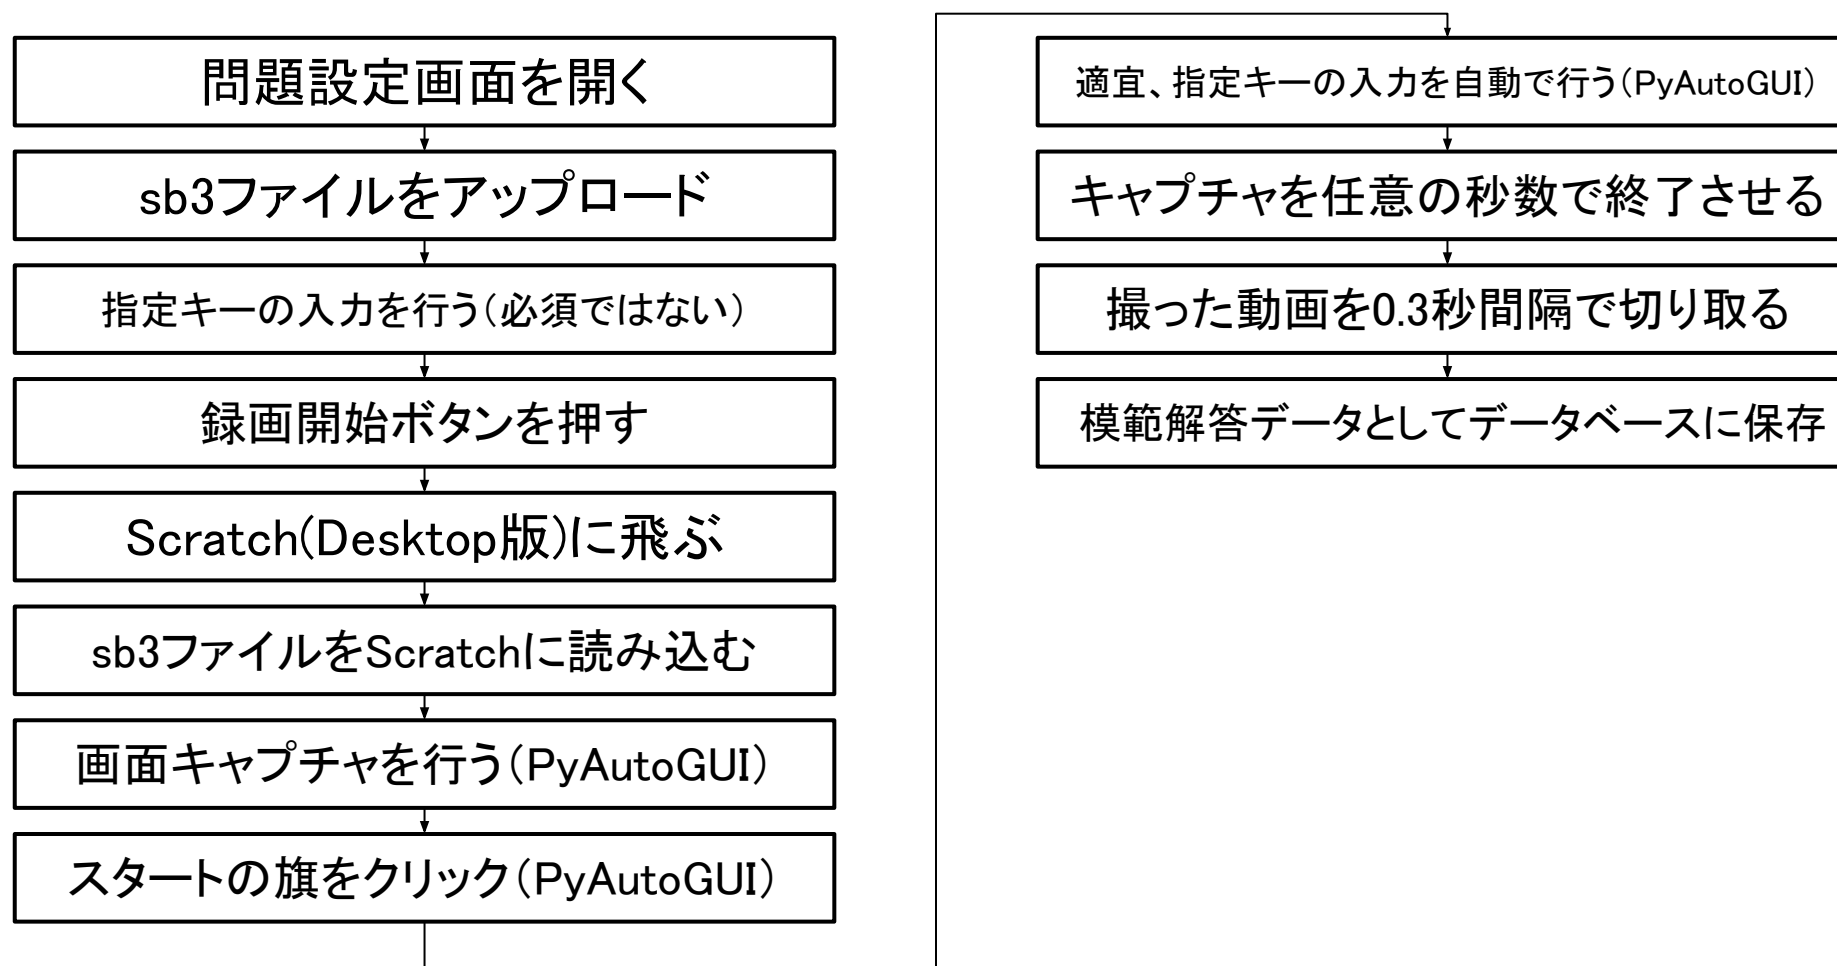 問題設定画面を開く
sb3ファイルをアップロード
指定キーの入力を行う(必須ではない)
録画開始ボタンを押す
Scratch(Desktop版)に飛ぶ
sb3ファイルをScratchに読み込む
画面キャプチャを行う(PyAutoGUI)
スタートの旗をクリック(PyAutoGUI)
適宜、指定キーの入力を自動で行う(PyAutoGUI)
キャプチャを任意の秒数で終了させる
撮った動画を0.3秒間隔で切り取る
模範解答データとしてデータベースに保存